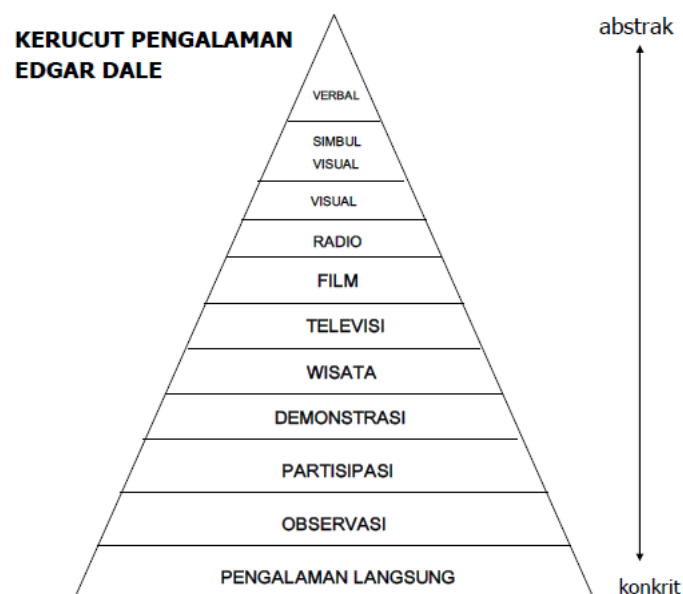 KERUCUT PENGALAMAN
EDGAR DALE
abstrak
VERBAL
SIMBUL
VISUAL
VISUAL
RADIO
FILM
TELEVISI
WISATA
DEMONSTRASI
PARTISIPASI
OBSERVASI
PENGALAMAN LANGSUNG
konkrit